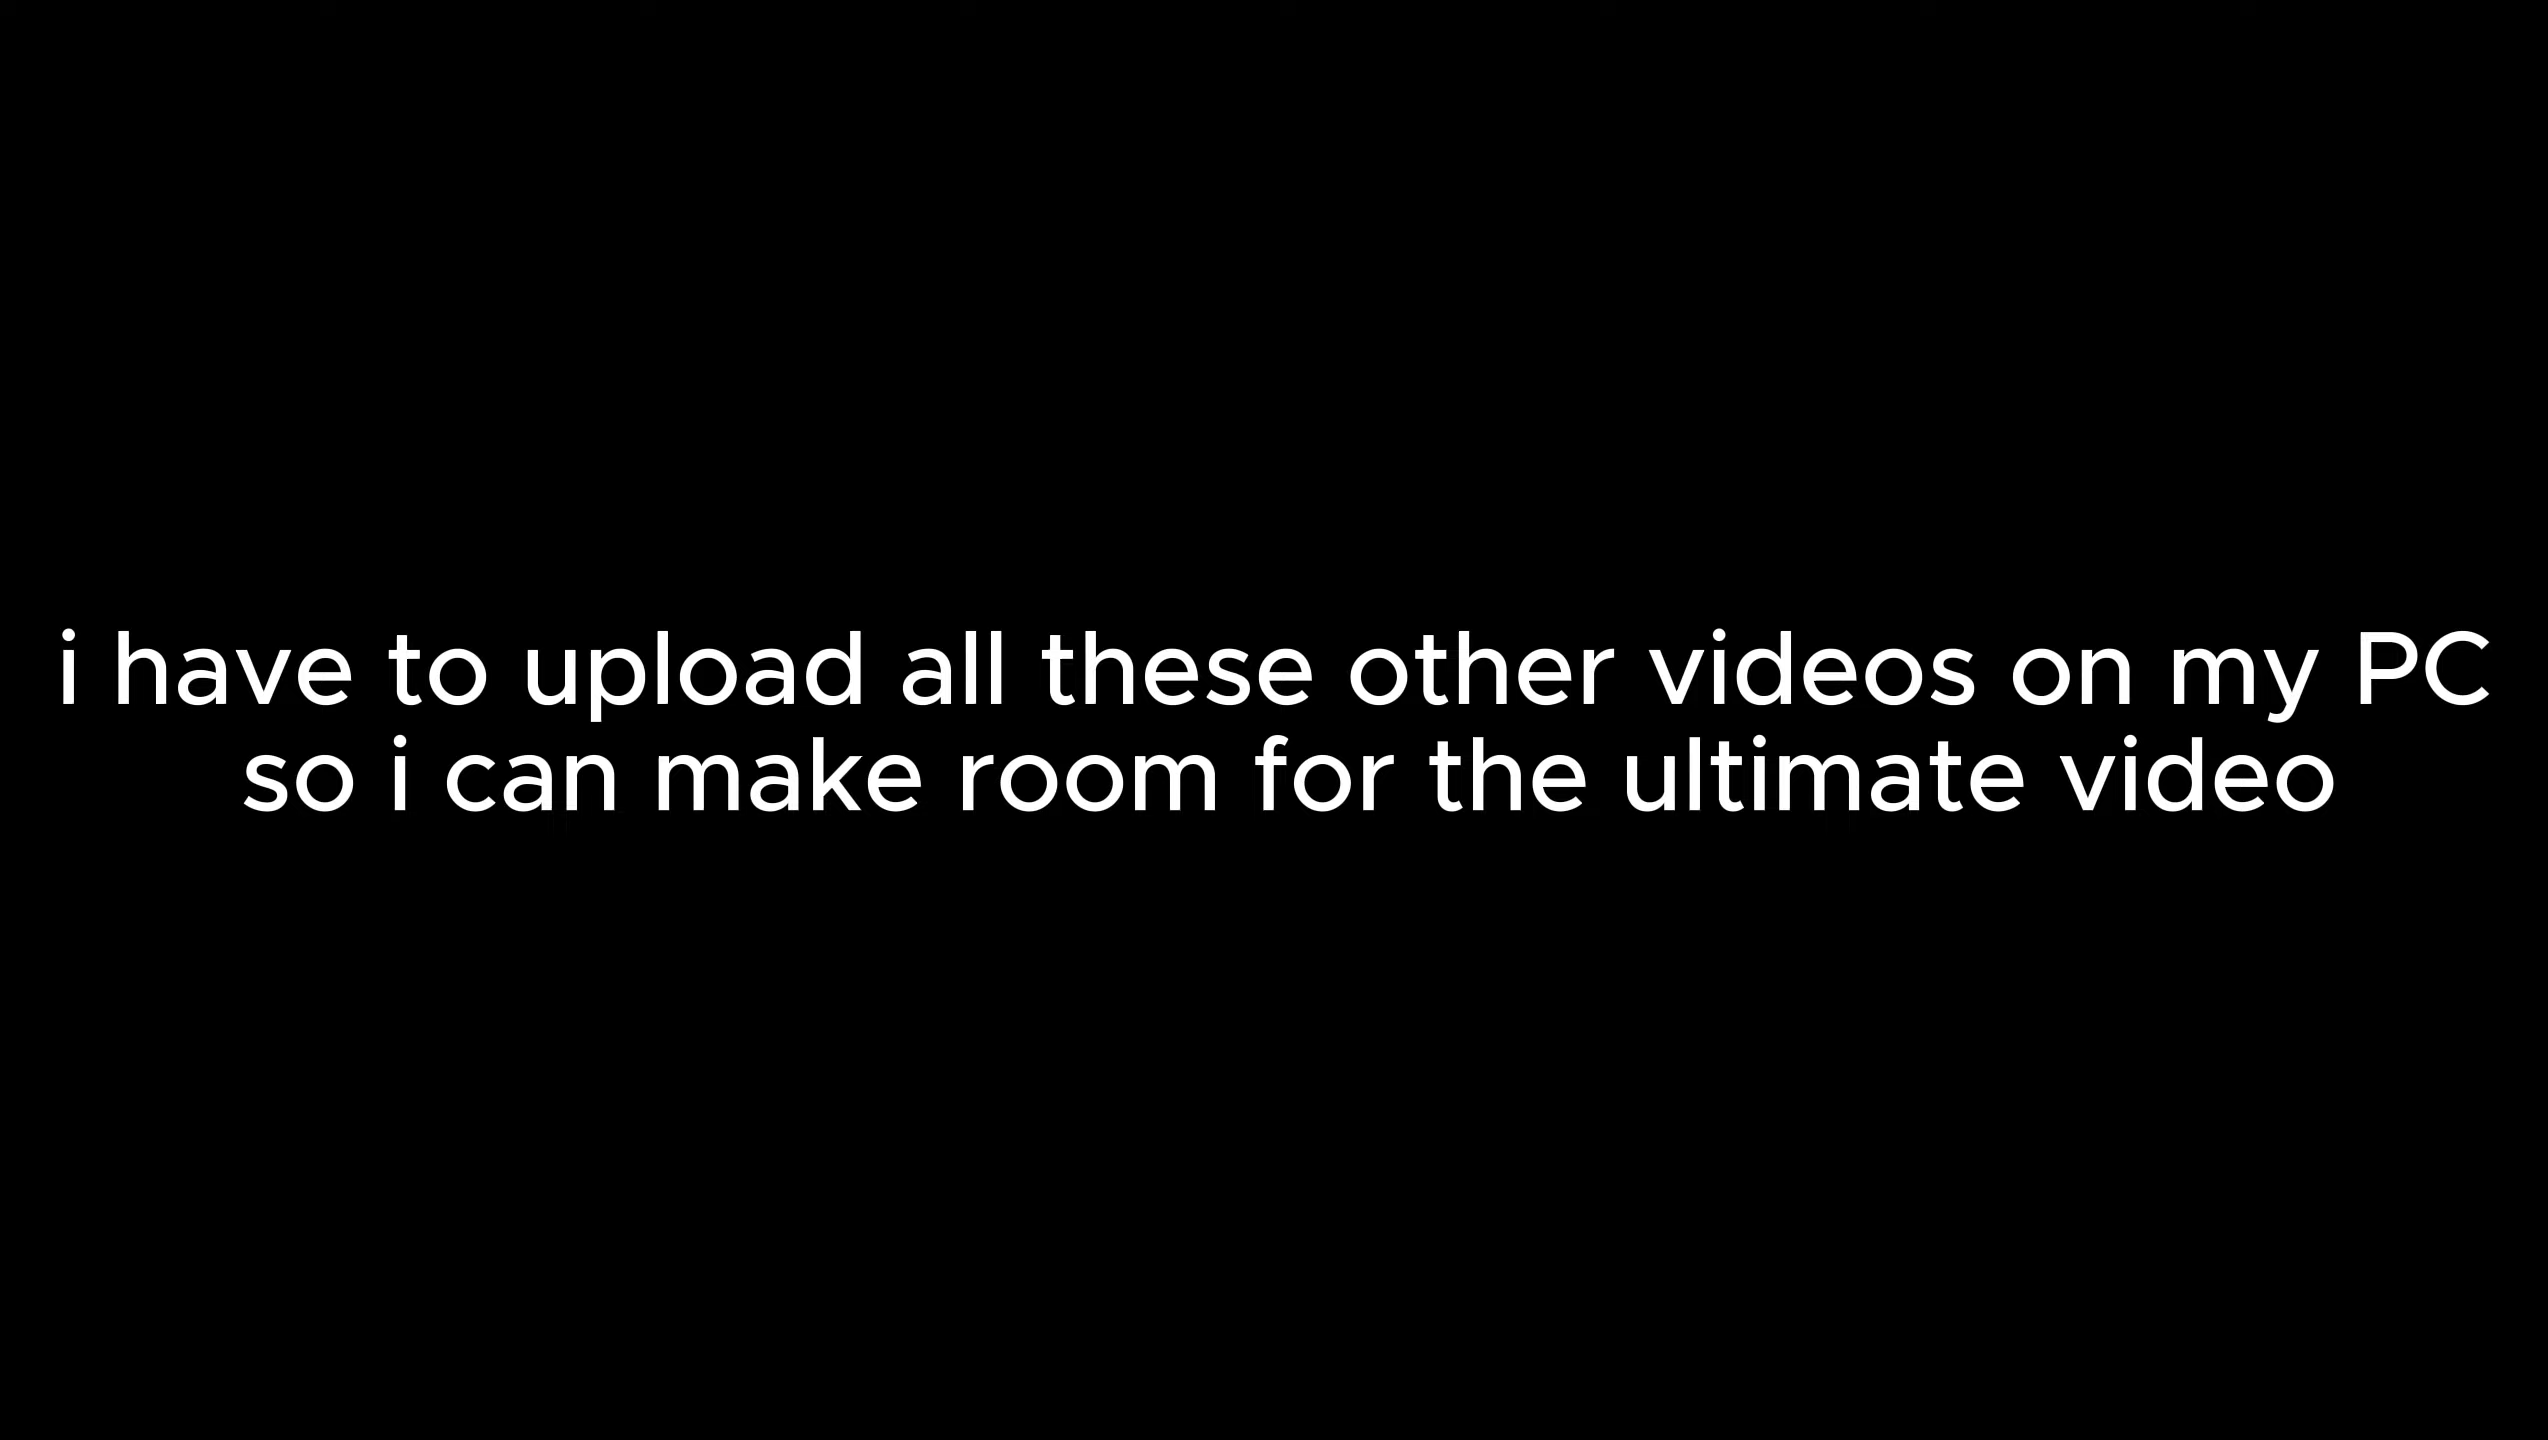 i have to upload all these other videos on my PC
so i can make room for the ultimate video